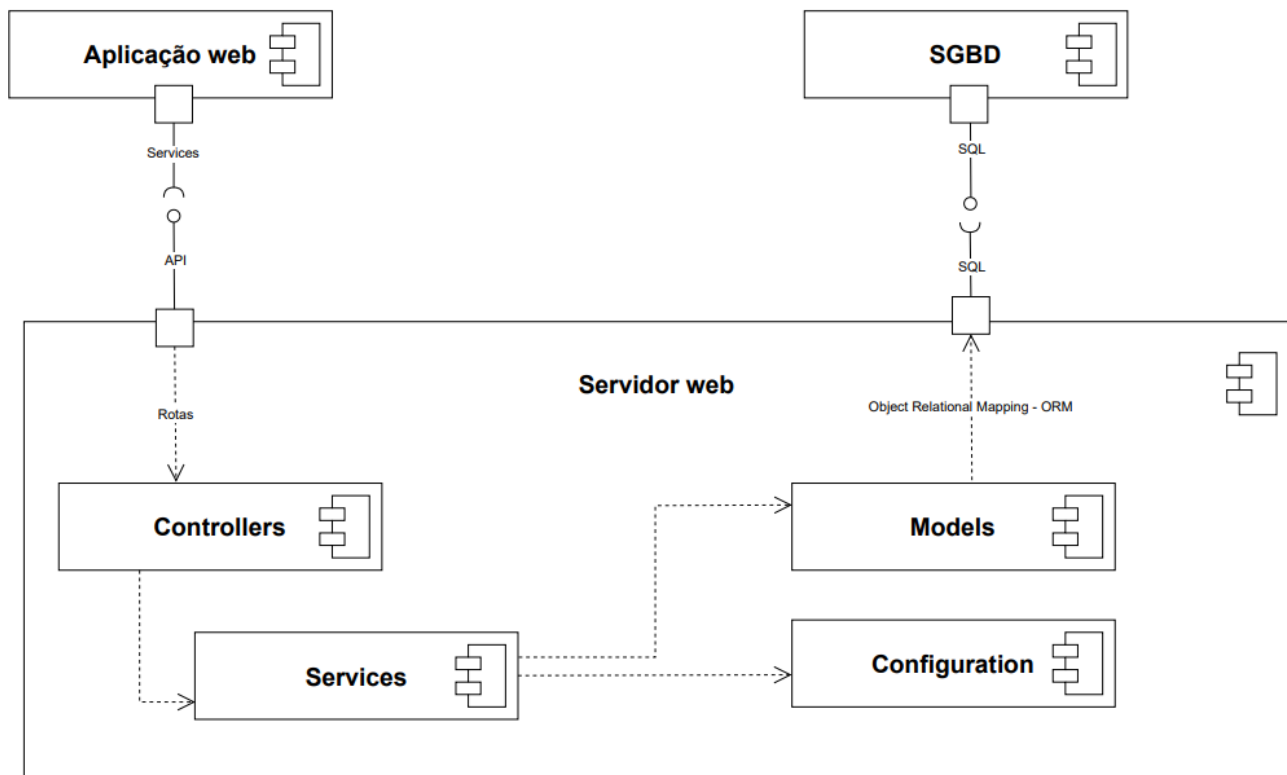 Aplicação web
SGBD
Services
SQL
API
SQL
Servidor web
Rotas
Object Relational Mapping - ORM
Controllers
Models
Services
Configuration